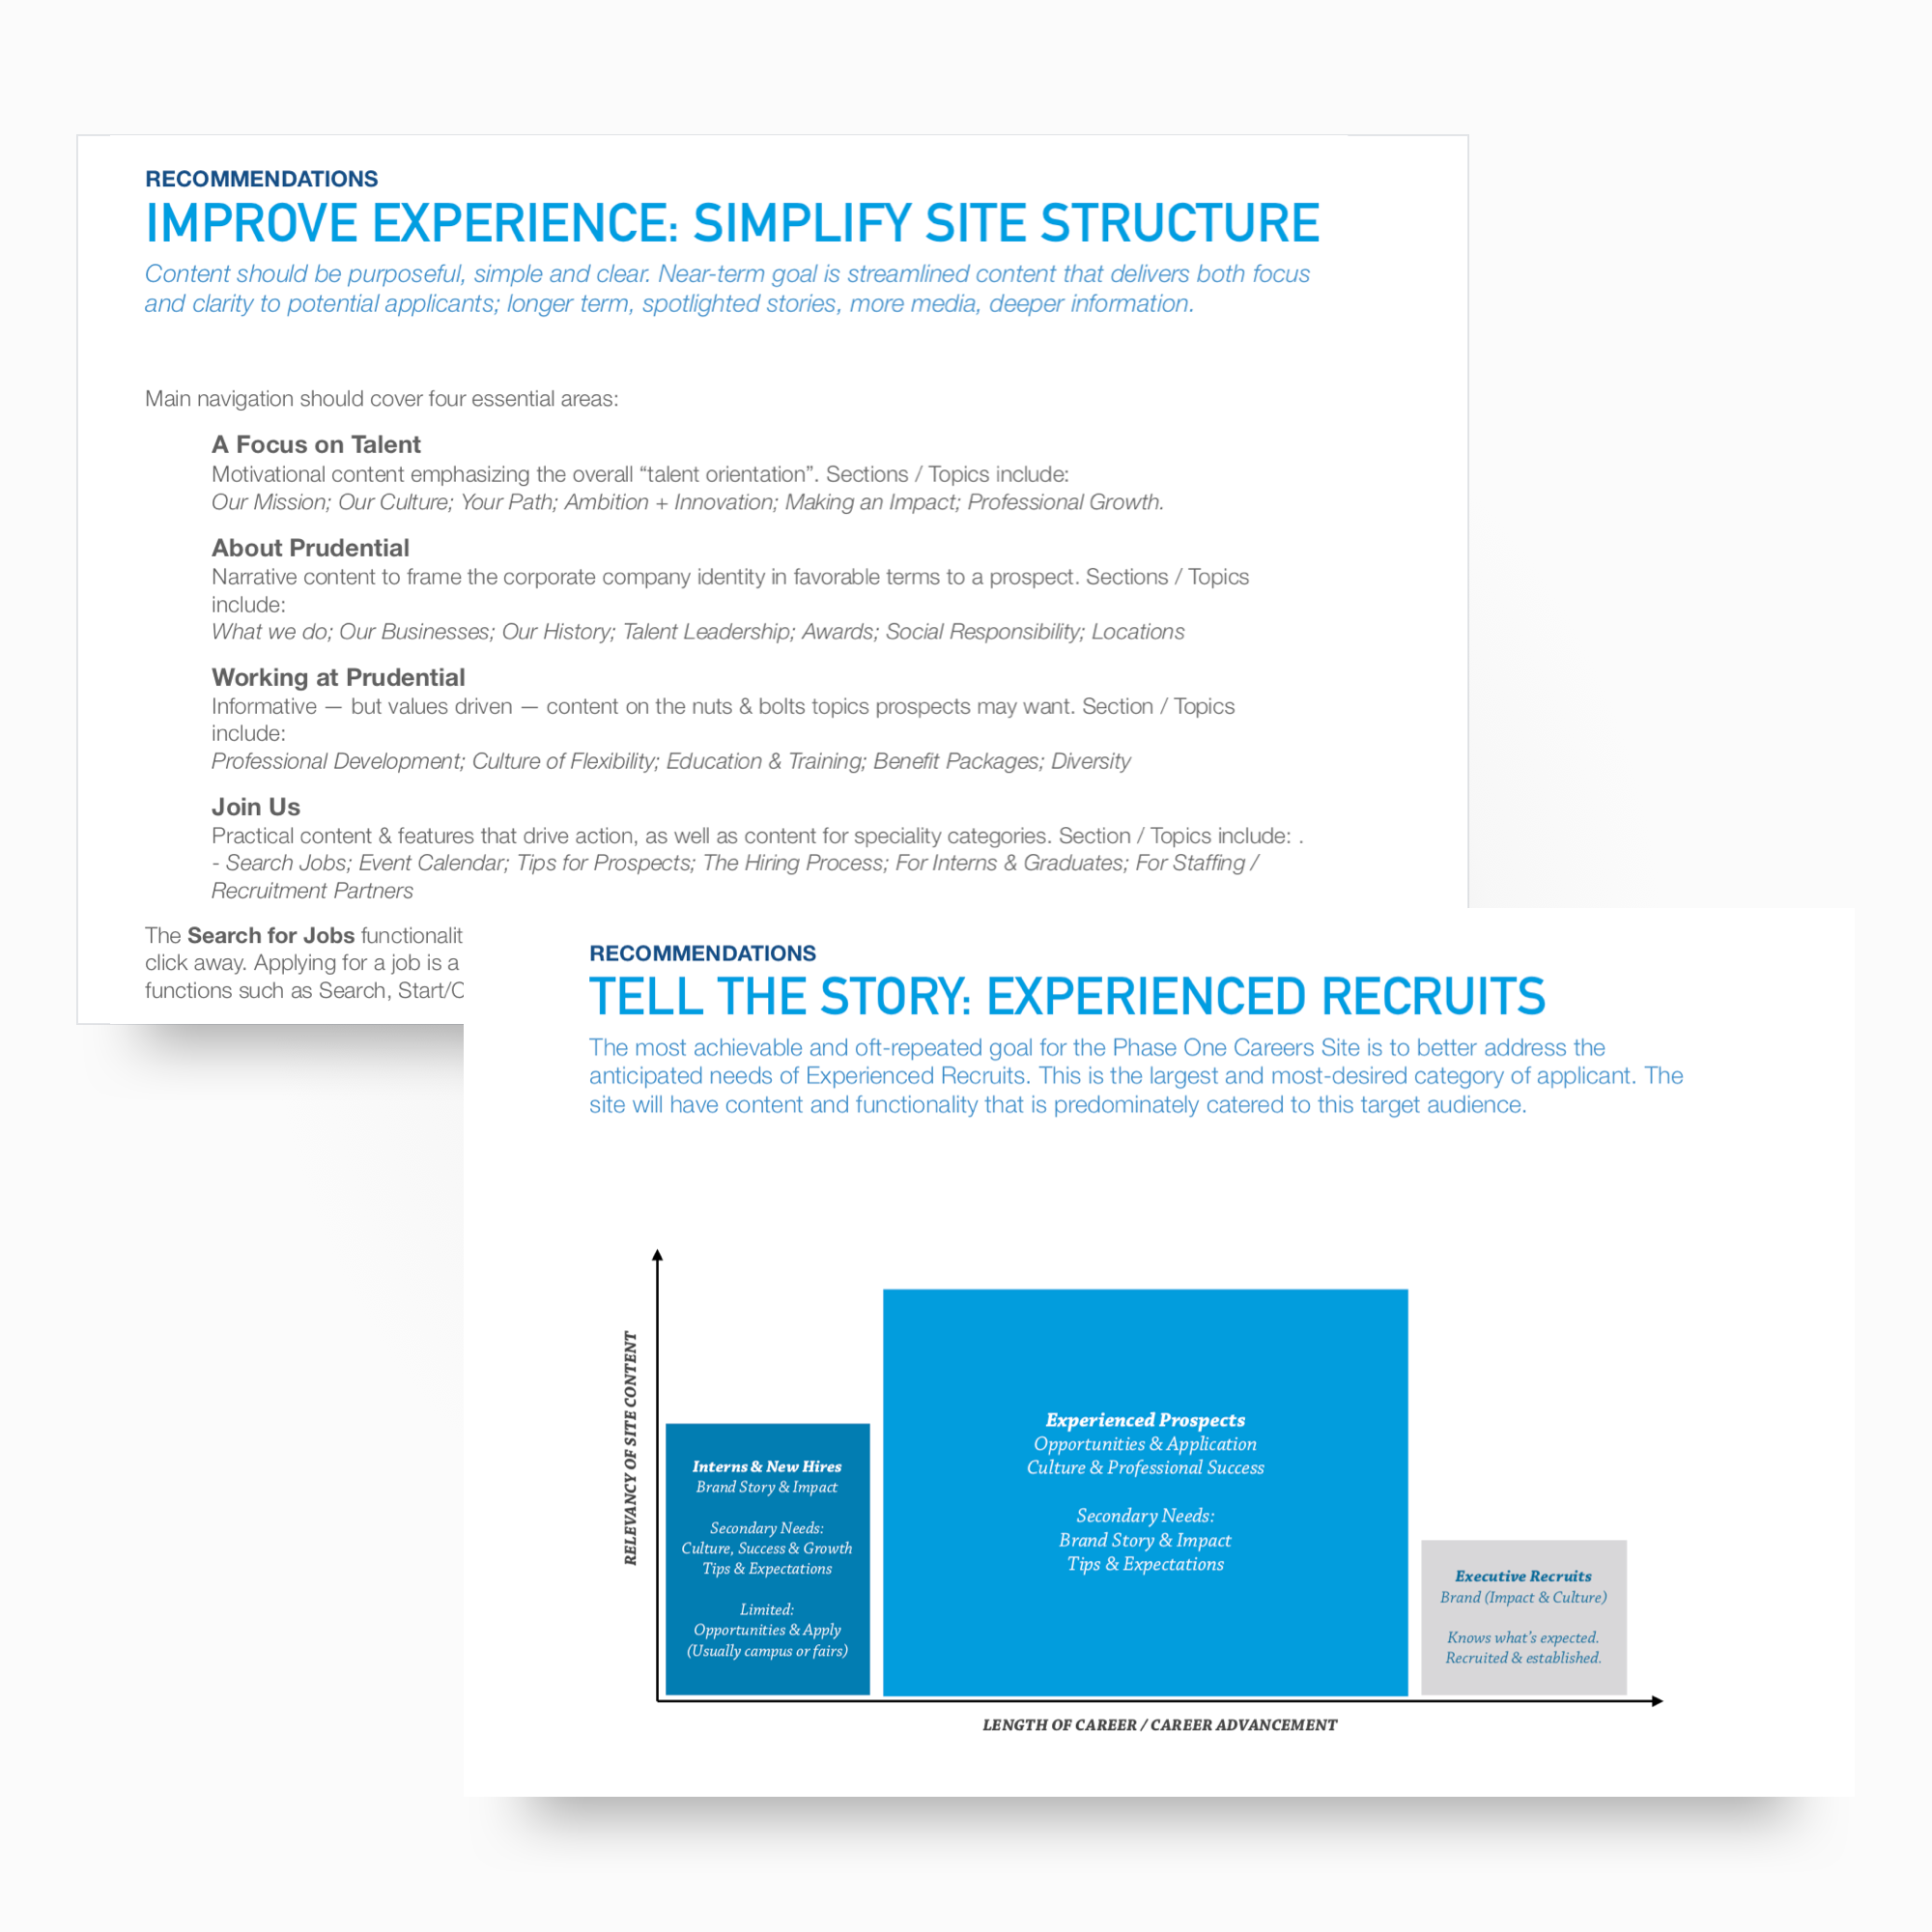 RECOMMENDATIONS
IMPROVE EXPERIENCE: SIMPLIFY SITE STRUCTURE
Content should be purposeful, simple and clear. Near-term goal is streamlined content that delivers both focus
and clarity to potential applicants; longer term, spotlighted stories, more media, deeper information.
Main navigation should cover four essential areas:
A Focus on Talent
Motivational content emphasizing the overall “talent orientation”. Sections / Topics include:
Our Mission; Our Culture; Your Path; Ambition + Innovation; Making an Impact; Professional Growth.
About Prudential
Narrative content to frame the corporate company identity in favorable terms to a prospect. Sections / Topics
include:
What we do; Our Businesses; Our History; Talent Leadership; Awards; Social Responsibility; Locations
Working at Prudential
Informative — but values driven — content on the nuts & bolts topics prospects may want. Section / Topics
include:
Professional Development; Culture of Flexibility; Education & Training; Benefit Packages; Diversity
Join Us
Practical content & features that drive action, as well as content for speciality categories. Section / Topics include: .
- Search Jobs; Event Calendar; Tips for Prospects; The Hiring Process; For Interns & Graduates; For Staffing /
Recruitment Partners
The Search for Jobs
click away. Applying for a job is a
functions such as Search,
RECOMMENDATIONS
TELL THE STORY: EXPERIENCED RECRUITS
The most achievable and oft-repeated goal for the Phase One Careers Site is to better address the
anticipated needs of Experienced Recruits. This is the largest and most-desired category of applicant. The
site will have content and functionality that is predominately catered to this target audience.
RELEVANCY OF SITE CONTENT
Interns & New Hires
Brand Story & Impact
Secondary Needs:
Culture, Success & Growth
Tips & Expectations
Limited:
Opportunities & Apply
(Usually campus or fairs)
Experienced Prospects
Opportunities & Application
Culture & Professional Success
Secondary Needs:
Brand Story & Impact
Tips & Expectations
Executive Recruits
Brand (Impact & Culture)
Knows what’s expected.
Recruited & established.
LENGTH OF CAREER / CAREER ADVANCEMENT